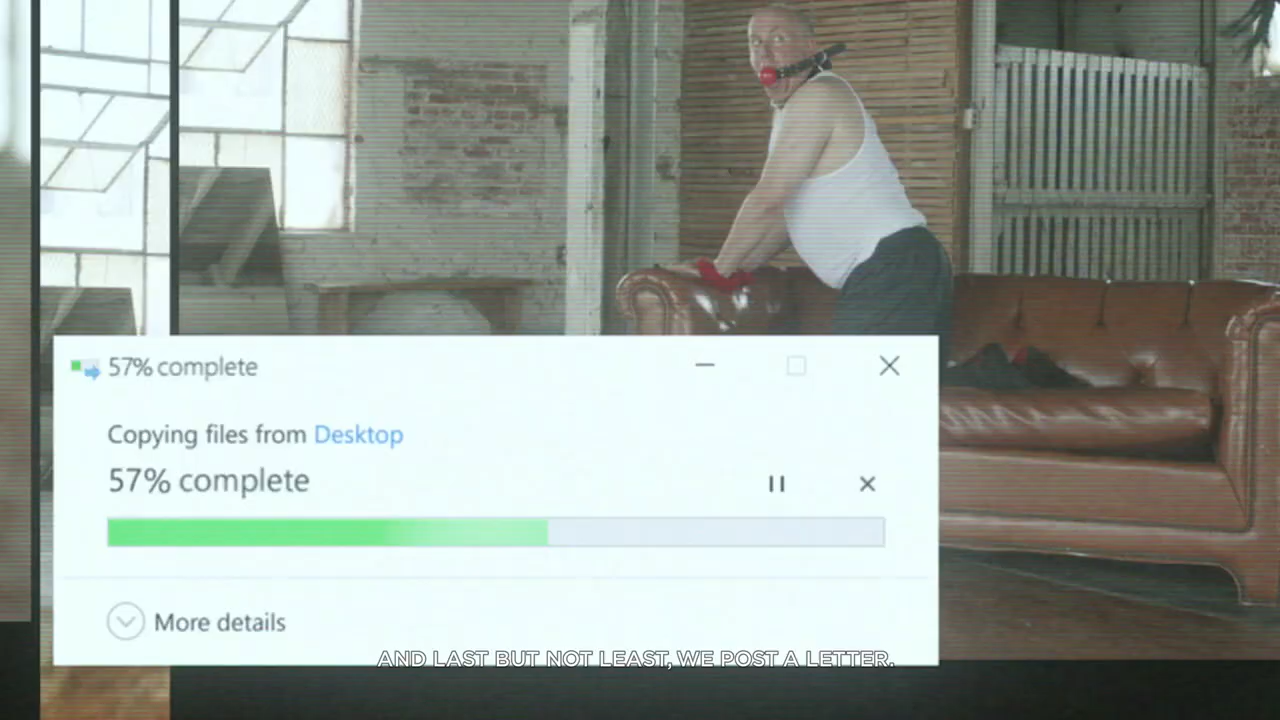 57% complete
Copying files from Desktop
57% complete
More details
AND LAST BUT NOT LEAST, WE POST A LETTER.